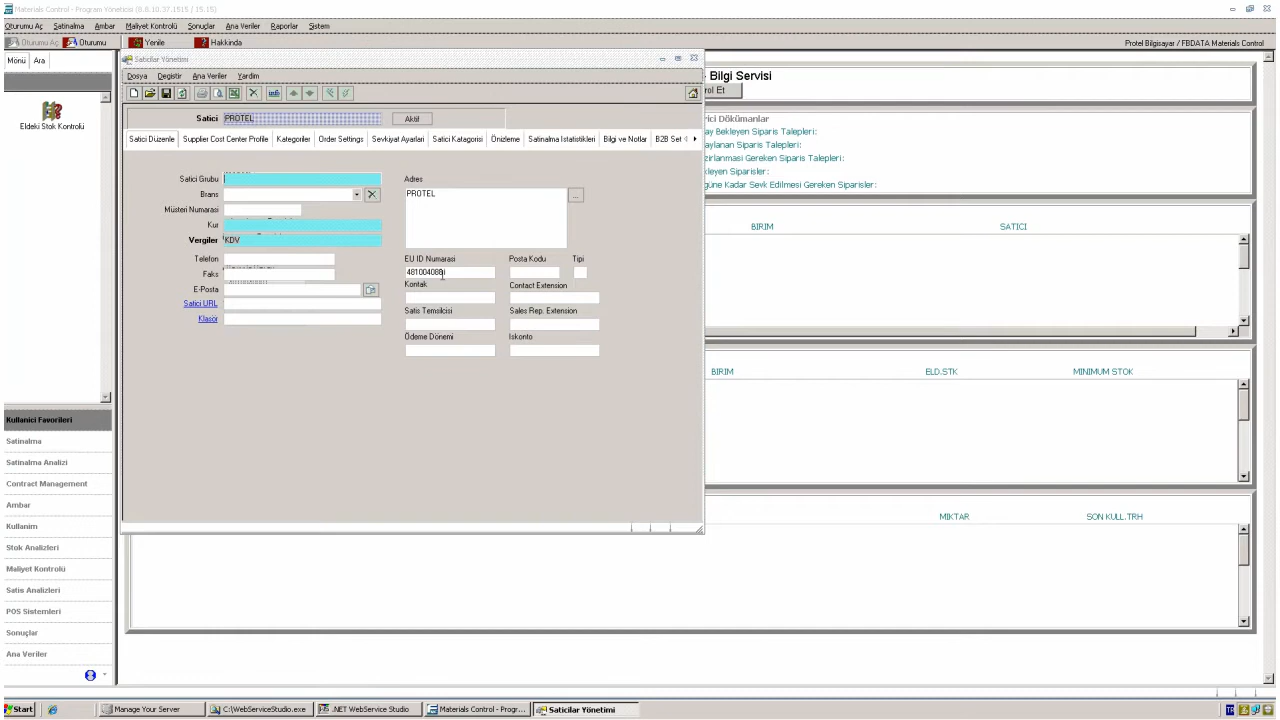 Materials Control - Program Yöneticisi (8.8.10.37.1515 / 15.15)
Oturumu Aç Satinalma Ambar Maliyet Kontrolü Sonuçlar Ana Veriler Raporlar Sistem
Oturumu Aç Oturumu Yenile Hakkinda
Protel Bilgisayar / FBDATA Materials Control
Mönü Ara
Eldeki Stok Kontrolü
Kullanici Favorileri
Satinalma
Satinalma Analizi
Contract Management
Ambar
Kullanim
Stok Analizleri
Maliyet Kontrolü
Satis Analizleri
POS Sistemleri
Sonuçlar
Ana Veriler
Saticilar Yönetimi
Dosya Degistir Ana Veriler Yardim
Satici PROTEL Aktif
Satici Düzenle Supplier Cost Center Profile Kategoriler Order Settings Sevkiyat Ayarlari Satici Katagorisi Önizleme Satinalma Istatistikleri Bilgi ve Notlar B2B Set
Satici Grubu
Brans
Müsteri Numarasi
Kur
Vergiler KDV
Telefon
Faks
E-Posta
Satici URL
Klasör
Adres
PROTEL
...
EU ID Numarasi Posta Kodu Tipi
Kontak Contact Extension
Satis Temsilcisi Sales Rep. Extension
Ödeme Dönemi Iskonto
Bilgi Servisi
rol Et
rici Dökümanlar
ay Bekleyen Siparis Talepleri:
aylanan Siparis Talepleri:
zirlanmasi Gereken Siparis Talepleri:
kleyen Siparisler:
güne Kadar Sevk Edilmesi Gereken Siparisler:
BIRIM SATICI
BIRIM ELD.STK MINIMUM STOK
MIKTAR SON KULL.TRH
Start Manage Your Server C:\WebServiceStudio.exe .NET WebService Studio Materials Control - Progr... Saticilar Yönetimi TR